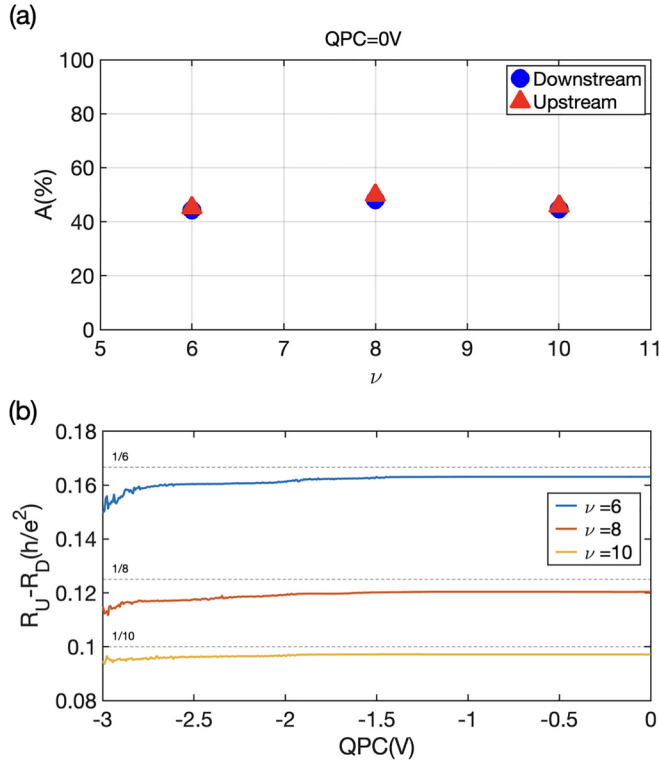 (a)
QPC=0V
100
80
60
40
20
0
A(%)
Downstream
Upstream
5 6 7 8 9 10 11
ν
(b)
0.18
0.16
0.14
0.12
0.1
0.08
R_U-R_D(h/e²)
1/6
1/8
1/10
ν =6
ν =8
ν =10
-3 -2.5 -2 -1.5 -1 -0.5 0
QPC(V)